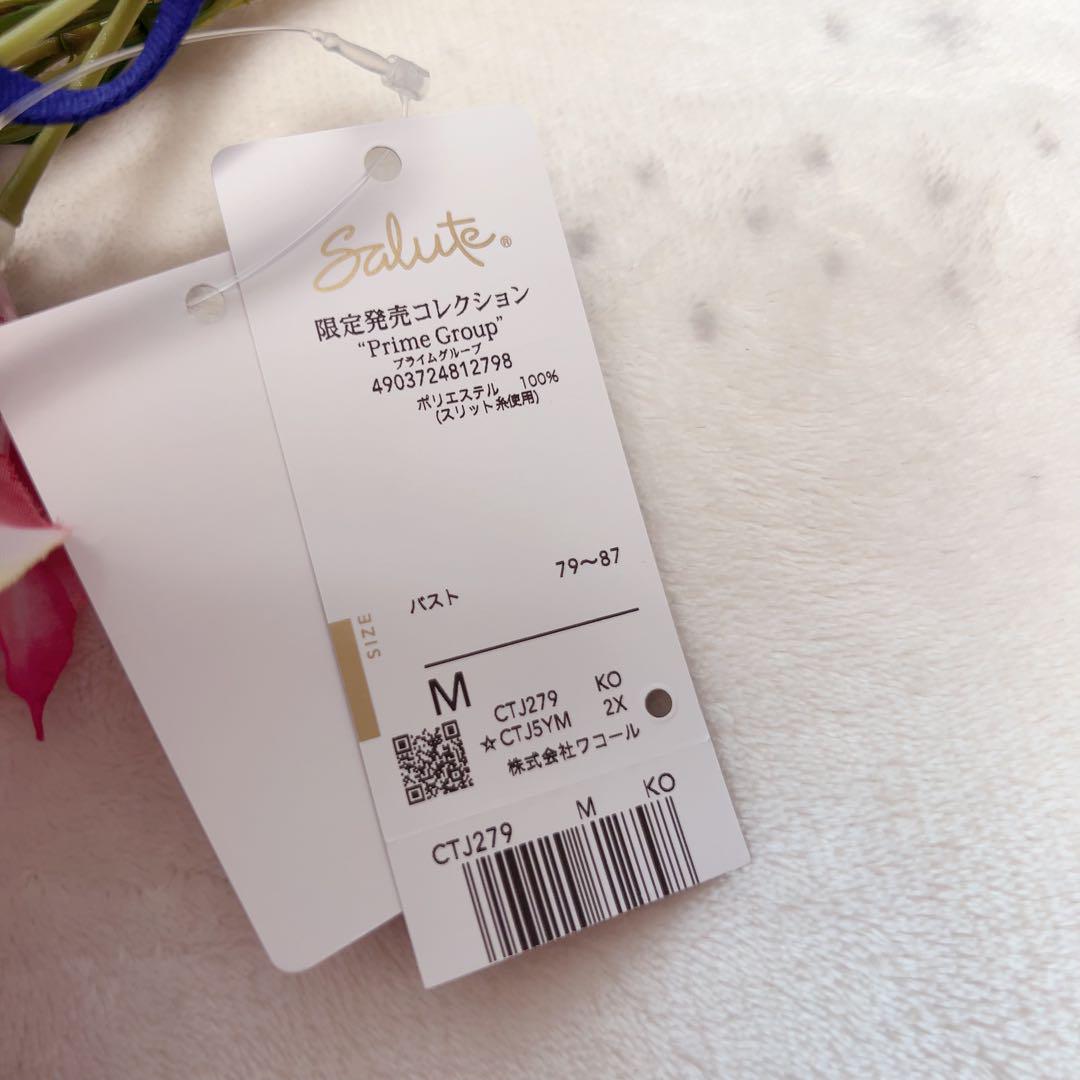 Salute®
限定発売コレクション
“Prime Group”
プライムグループ
4903724812798
ポリエステル 100%
(スリット糸使用)
バスト 79〜87
SIZE
M
CTJ279 KO
☆CTJ5YM 2X
株式会社ワコール
CTJ279 M KO